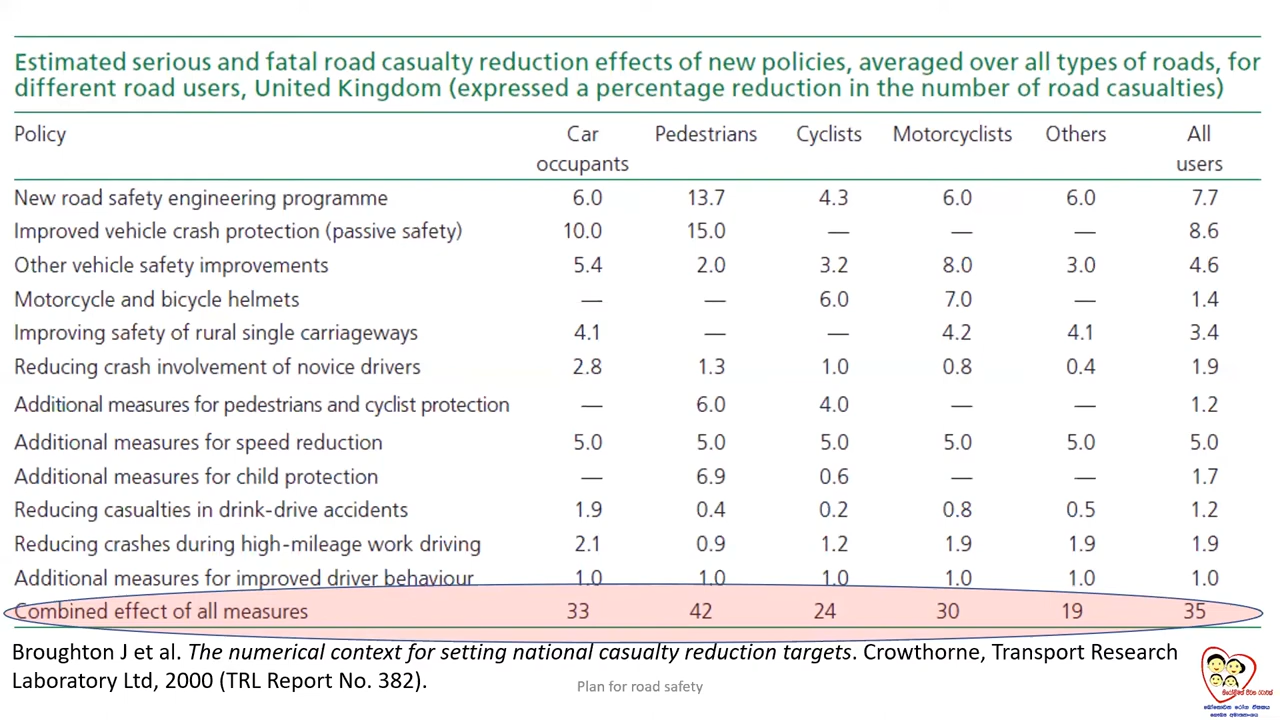 Estimated serious and fatal road casualty reduction effects of new policies, averaged over all types of roads, for
different road users, United Kingdom (expressed a percentage reduction in the number of road casualties)
Policy Car occupants Pedestrians Cyclists Motorcyclists Others All users
New road safety engineering programme 6.0 13.7 4.3 6.0 6.0 7.7
Improved vehicle crash protection (passive safety) 10.0 15.0 — — — 8.6
Other vehicle safety improvements 5.4 2.0 3.2 8.0 3.0 4.6
Motorcycle and bicycle helmets — — 6.0 7.0 — 1.4
Improving safety of rural single carriageways 4.1 — — 4.2 4.1 3.4
Reducing crash involvement of novice drivers 2.8 1.3 1.0 0.8 0.4 1.9
Additional measures for pedestrians and cyclist protection — 6.0 4.0 — — 1.2
Additional measures for speed reduction 5.0 5.0 5.0 5.0 5.0 5.0
Additional measures for child protection — 6.9 0.6 — — 1.7
Reducing casualties in drink-drive accidents 1.9 0.4 0.2 0.8 0.5 1.2
Reducing crashes during high-mileage work driving 2.1 0.9 1.2 1.9 1.9 1.9
Additional measures for improved driver behaviour 1.0 1.0 1.0 1.0 1.0 1.0
Combined effect of all measures 33 42 24 30 19 35
Broughton J et al. The numerical context for setting national casualty reduction targets. Crowthorne, Transport Research
Laboratory Ltd, 2000 (TRL Report No. 382).
Plan for road safety